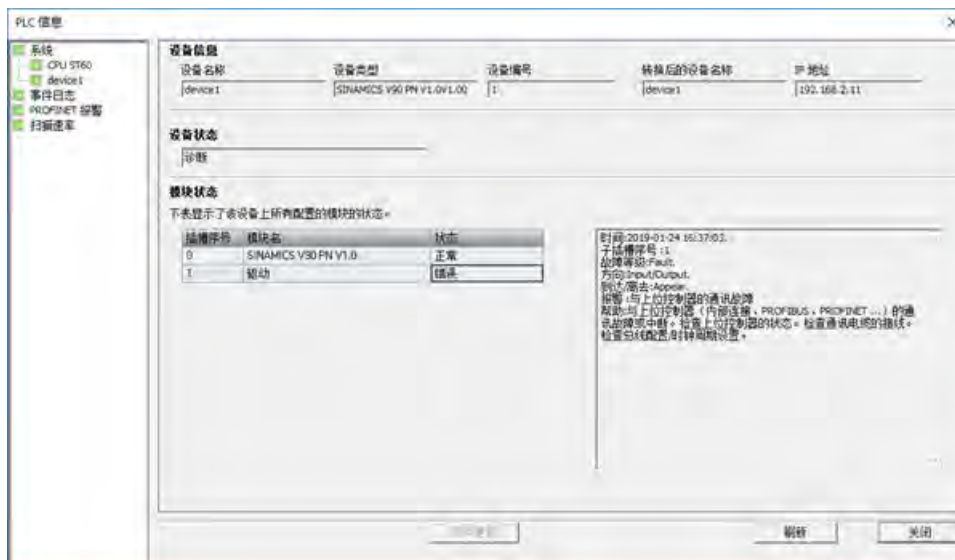 PLC 信息
系统
CPU ST60
device1
事件日志
PROFINET 报警
扫描速率
设备信息
设备名称 设备类型 设备编号 转换后的设备名称 IP 地址
device1 SINAMICS V90 PN V1.0V1.00 1 device1 192.168.2.11
设备状态
诊断
模块状态
下表显示了该设备上所有配置的模块的状态。
插槽序号 模块名 状态
0 SINAMICS V90 PN V1.0 正常
1 驱动 错误
时间:2019-01-24 16:37:03.
子插槽序号:1
故障等级:Fault.
方向:Input/Output.
到达/离去:Appear.
报警:与上位控制器的通讯故障
帮助:与上位控制器（内部连接，PROFIBUS，PROFINET ...）的通
讯故障或中断。检查上位控制器的状态。检查通讯电缆的接线。
检查总线配置/时钟周期设置。
刷新
关闭